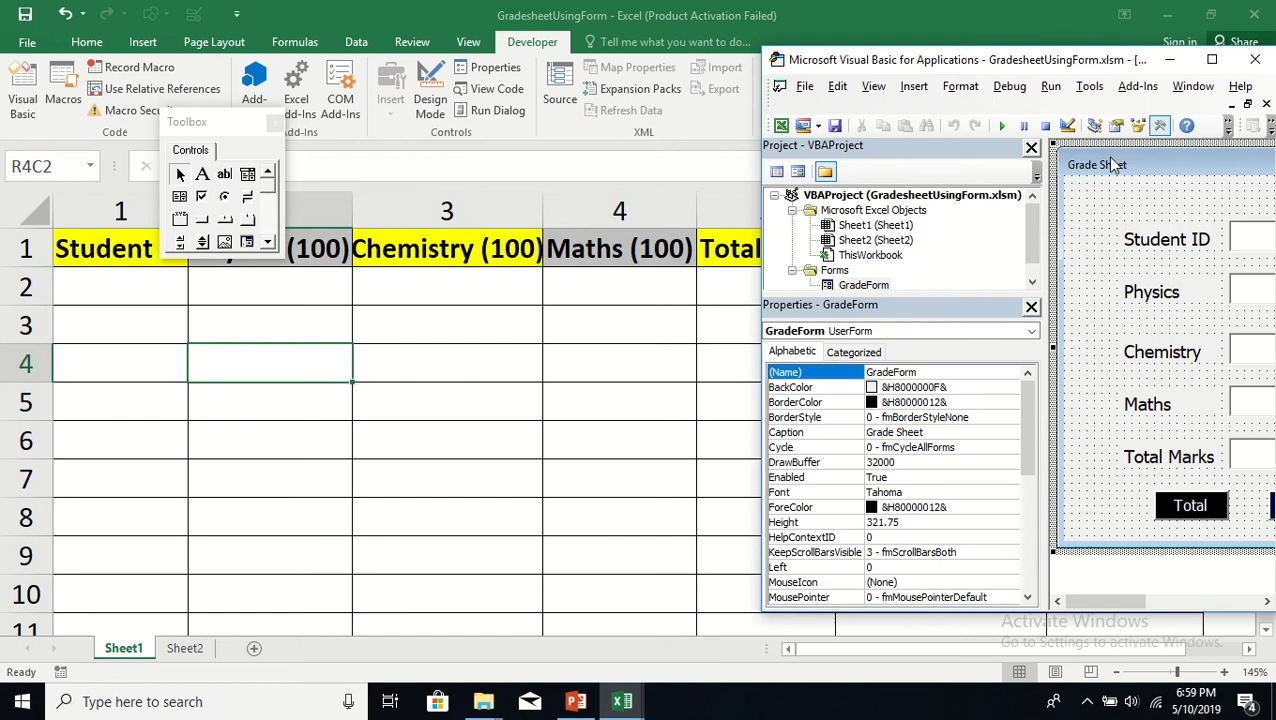 GradesheetUsingForm - Excel (Product Activation Failed)
File Home Insert Page Layout Formulas Data Review View Developer Tell me what you want to do... Sign in Share
Visual Basic
Macros
Record Macro
Use Relative References
Macro Secu
Code
Add-
Excel Add-Ins
COM Add-Ins
Add-Ins
Insert
Design Mode
Properties
View Code
Run Dialog
Controls
Source
Map Properties
Expansion Packs
Refresh Data
Import
Export
XML
R4C2
Toolbox
Controls
A
ab|
1 3 4
1 Student (100) Chemistry (100) Maths (100) Total
2
3
4
5
6
7
8
9
10
11
Sheet1 Sheet2
Ready
145%
Microsoft Visual Basic for Applications - GradesheetUsingForm.xlsm - [...
File Edit View Insert Format Debug Run Tools Add-Ins Window Help
Project - VBAProject
VBAProject (GradesheetUsingForm.xlsm)
Microsoft Excel Objects
Sheet1 (Sheet1)
Sheet2 (Sheet2)
ThisWorkbook
Forms
GradeForm
Properties - GradeForm
GradeForm UserForm
Alphabetic Categorized
(Name) GradeForm
BackColor &H8000000F&
BorderColor &H80000012&
BorderStyle 0 - fmBorderStyleNone
Caption Grade Sheet
Cycle 0 - fmCycleAllForms
DrawBuffer 32000
Enabled True
Font Tahoma
ForeColor &H80000012&
Height 321.75
HelpContextID 0
KeepScrollBarsVisible 3 - fmScrollBarsBoth
Left 0
MouseIcon (None)
MousePointer 0 - fmMousePointerDefault
Grade Sheet
Student ID
Physics
Chemistry
Maths
Total Marks
Total
Activate Windows
Go to Settings to activate Windows.
Type here to search
6:59 PM
5/10/2019
4